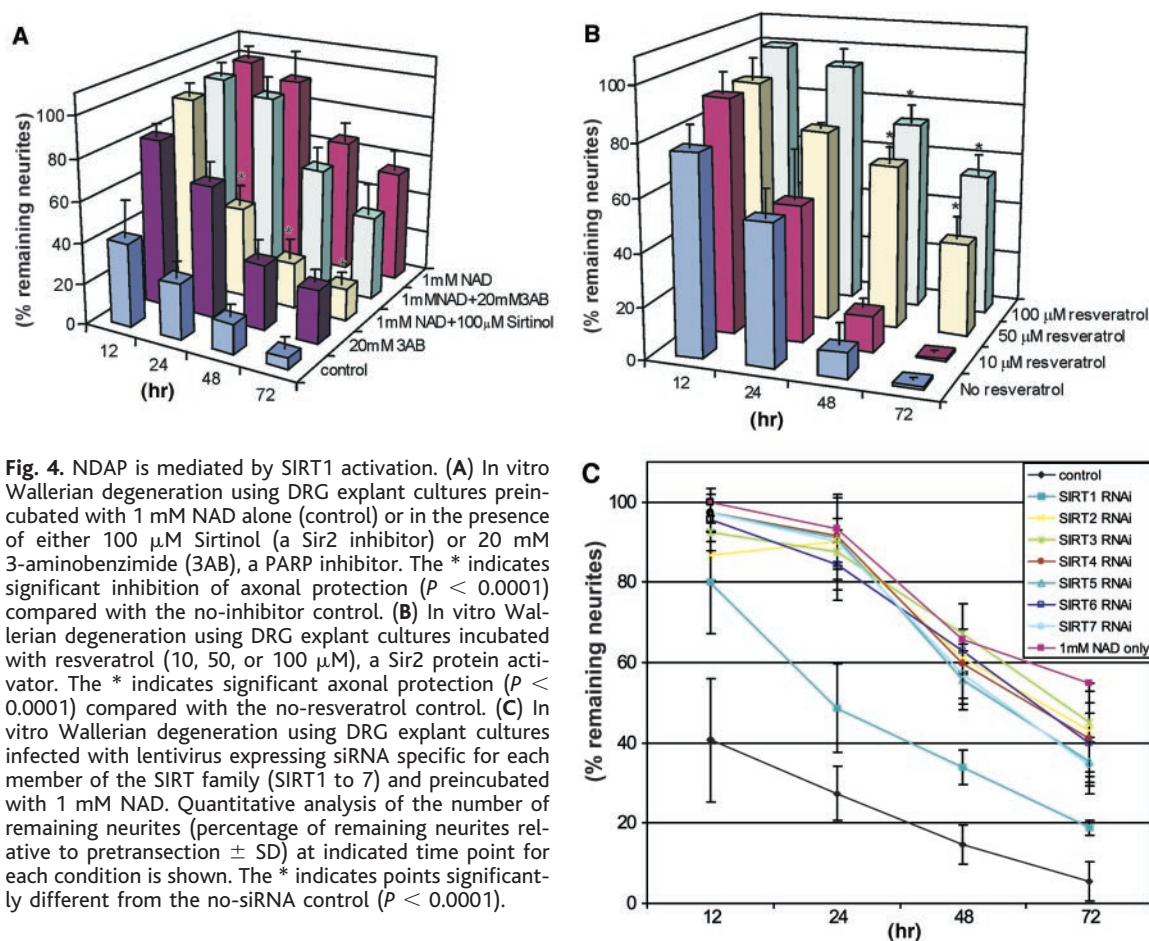 A
(% remaining neurites)
100
80
60
40
20
0
*
*
*
12
24
48
72
(hr)
1mM NAD
1mMNAD+20mM3AB
1mM NAD+100μM Sirtinol
20mM 3AB
control
B
(% remaining neurites)
100
80
60
40
20
0
*
*
*
*
12
24
48
72
(hr)
100 μM resveratrol
50 μM resveratrol
10 μM resveratrol
No resveratrol
Fig. 4. NDAP is mediated by SIRT1 activation. (A) In vitro
Wallerian degeneration using DRG explant cultures prein-
cubated with 1 mM NAD alone (control) or in the presence
of either 100 μM Sirtinol (a Sir2 inhibitor) or 20 mM
3-aminobenzimide (3AB), a PARP inhibitor. The * indicates
significant inhibition of axonal protection (P < 0.0001)
compared with the no-inhibitor control. (B) In vitro Wal-
lerian degeneration using DRG explant cultures incubated
with resveratrol (10, 50, or 100 μM), a Sir2 protein acti-
vator. The * indicates significant axonal protection (P <
0.0001) compared with the no-resveratrol control. (C) In
vitro Wallerian degeneration using DRG explant cultures
infected with lentivirus expressing siRNA specific for each
member of the SIRT family (SIRT1 to 7) and preincubated
with 1 mM NAD. Quantitative analysis of the number of
remaining neurites (percentage of remaining neurites rel-
ative to pretransection ± SD) at indicated time point for
each condition is shown. The * indicates points significant-
ly different from the no-siRNA control (P < 0.0001).
C
(% remaining neurites)
100
80
60
40
20
0
12
24
48
72
(hr)
control
SIRT1 RNAi
SIRT2 RNAi
SIRT3 RNAi
SIRT4 RNAi
SIRT5 RNAi
SIRT6 RNAi
SIRT7 RNAi
1mM NAD only